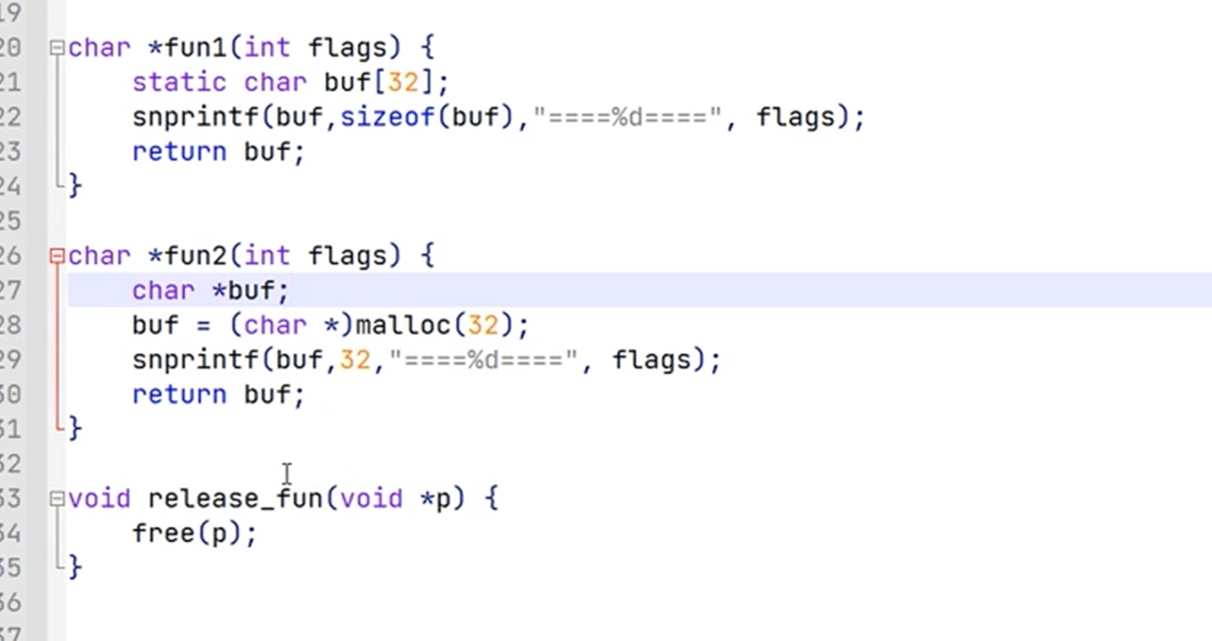 19
20 char *fun1(int flags) {
21 static char buf[32];
22 snprintf(buf,sizeof(buf),"====%d====", flags);
23 return buf;
24 }
25
26 char *fun2(int flags) {
27 char *buf;
28 buf = (char *)malloc(32);
29 snprintf(buf,32,"====%d====", flags);
30 return buf;
31 }
32
33 void release_fun(void *p) {
34 free(p);
35 }
36
37